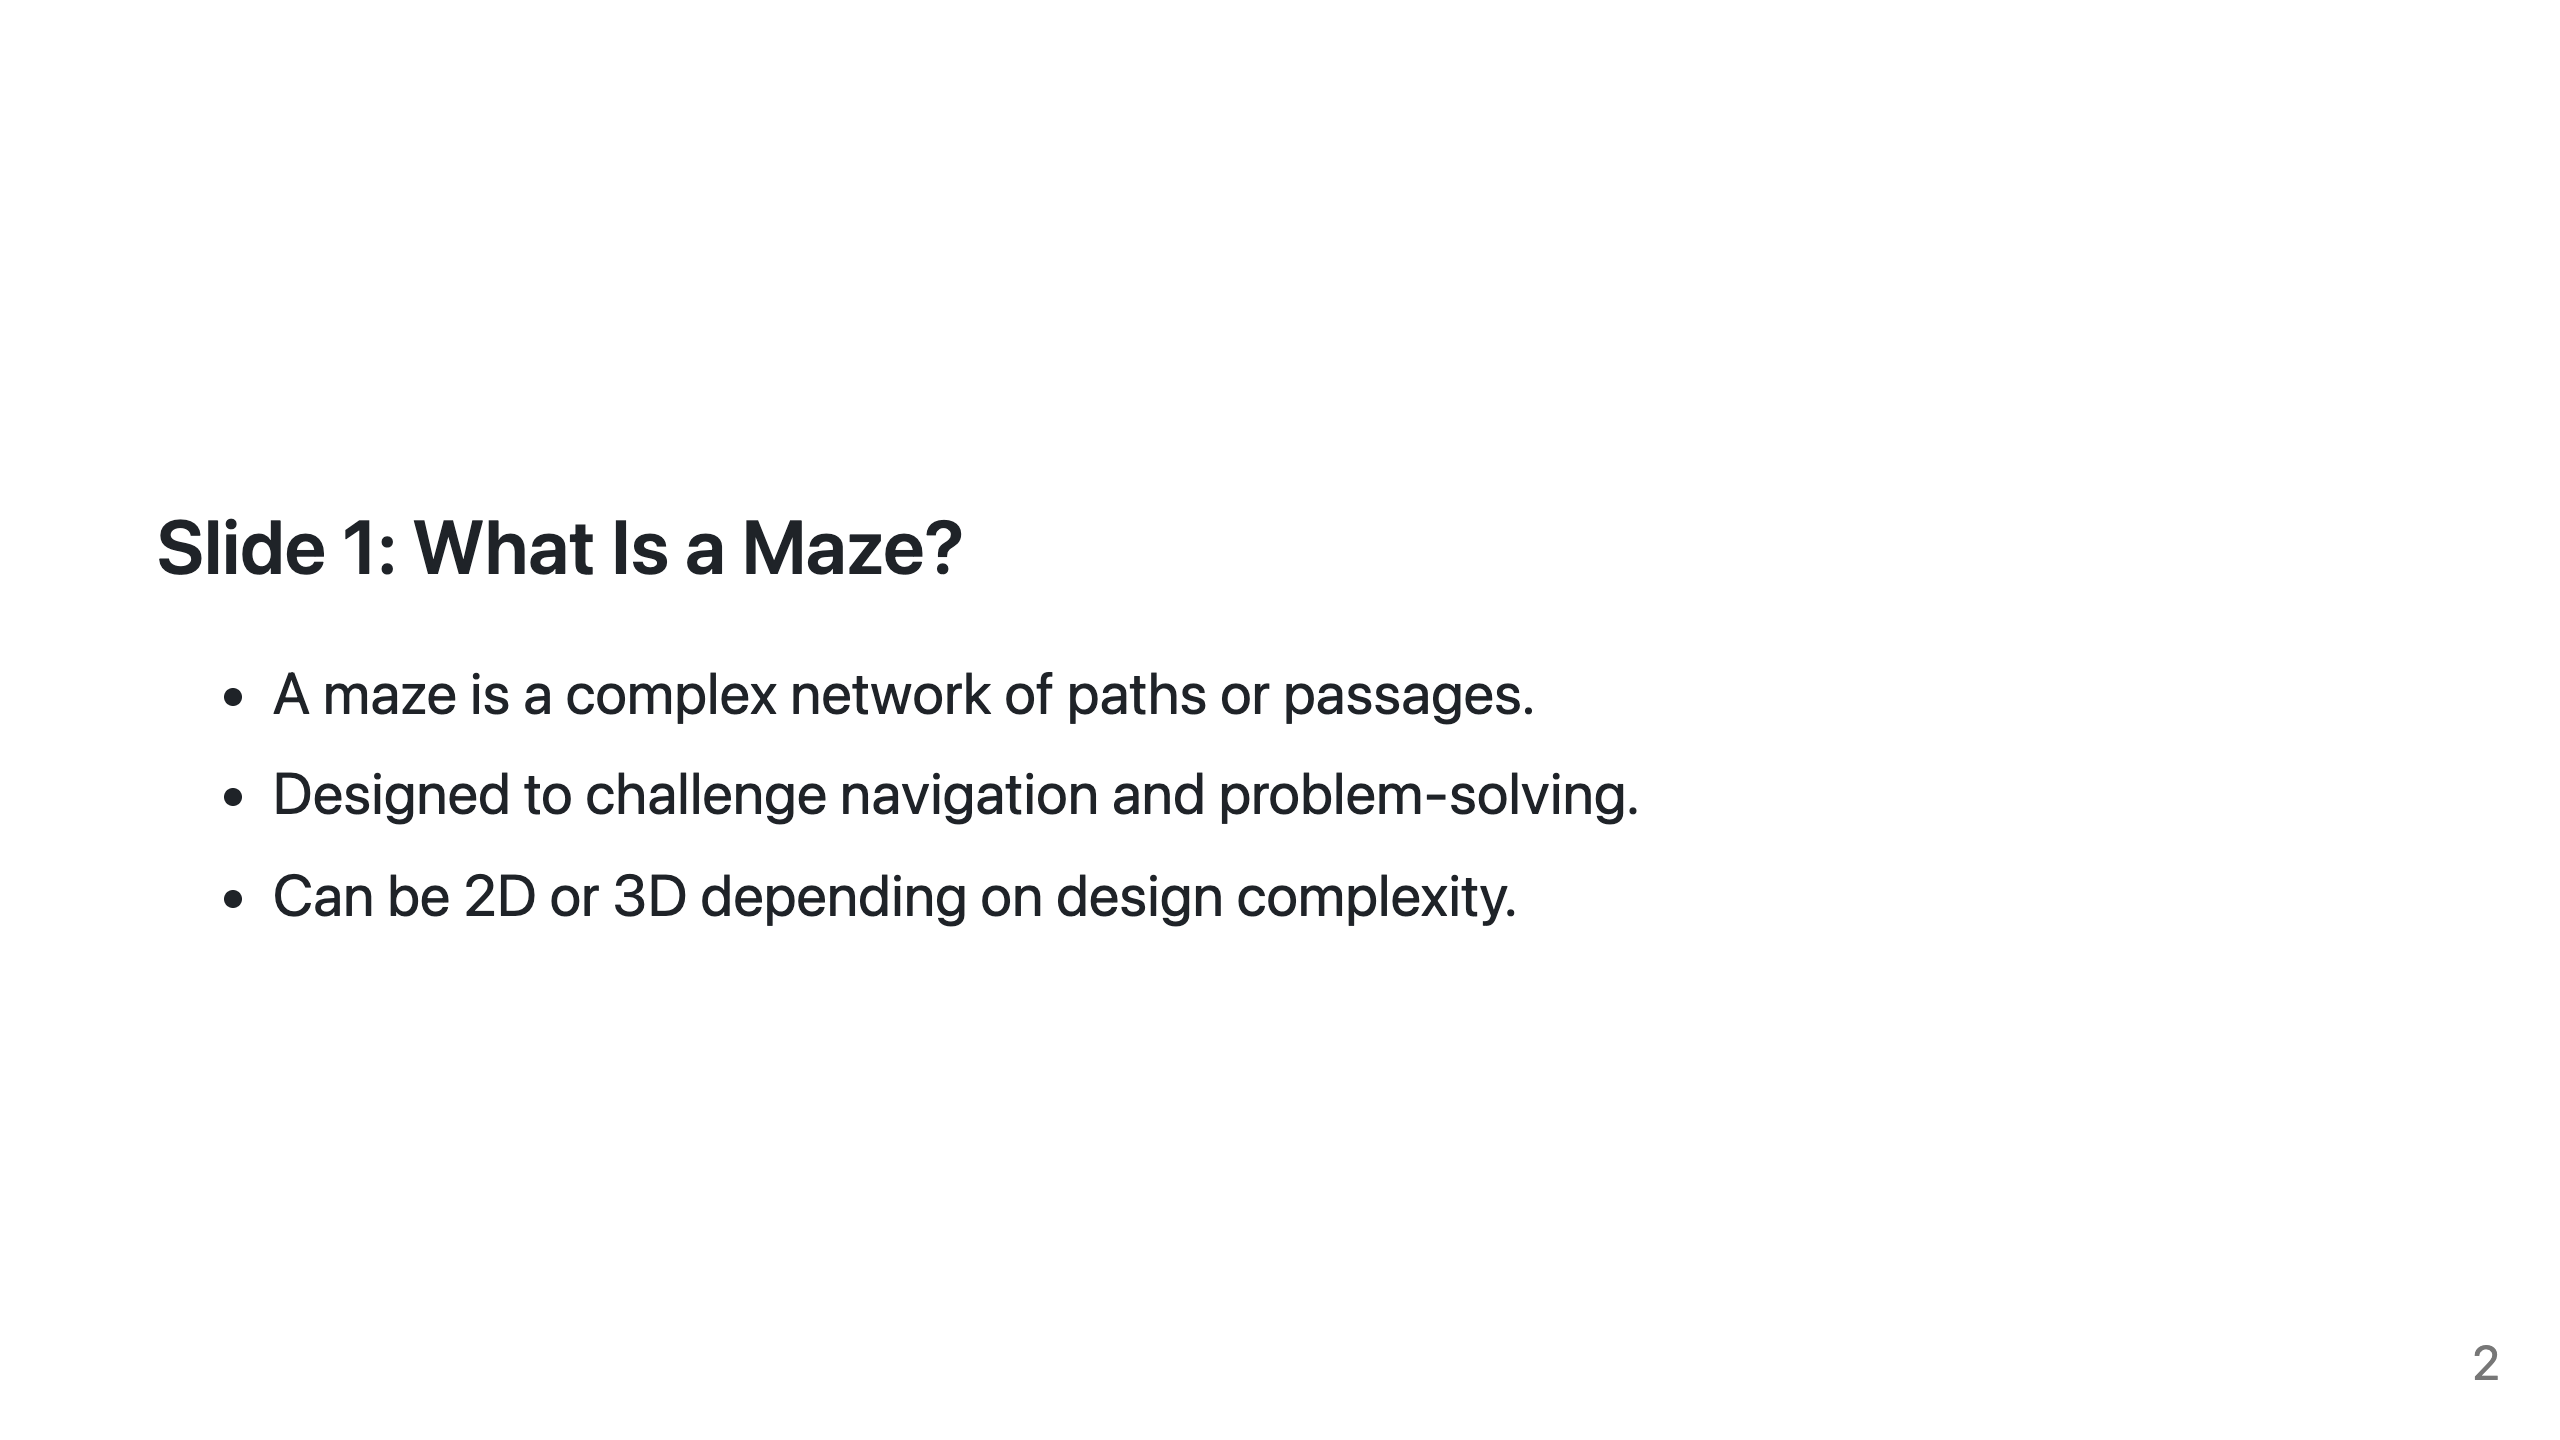 Slide 1: What Is a Maze?
• A maze is a complex network of paths or passages.
• Designed to challenge navigation and problem-solving.
• Can be 2D or 3D depending on design complexity.
2